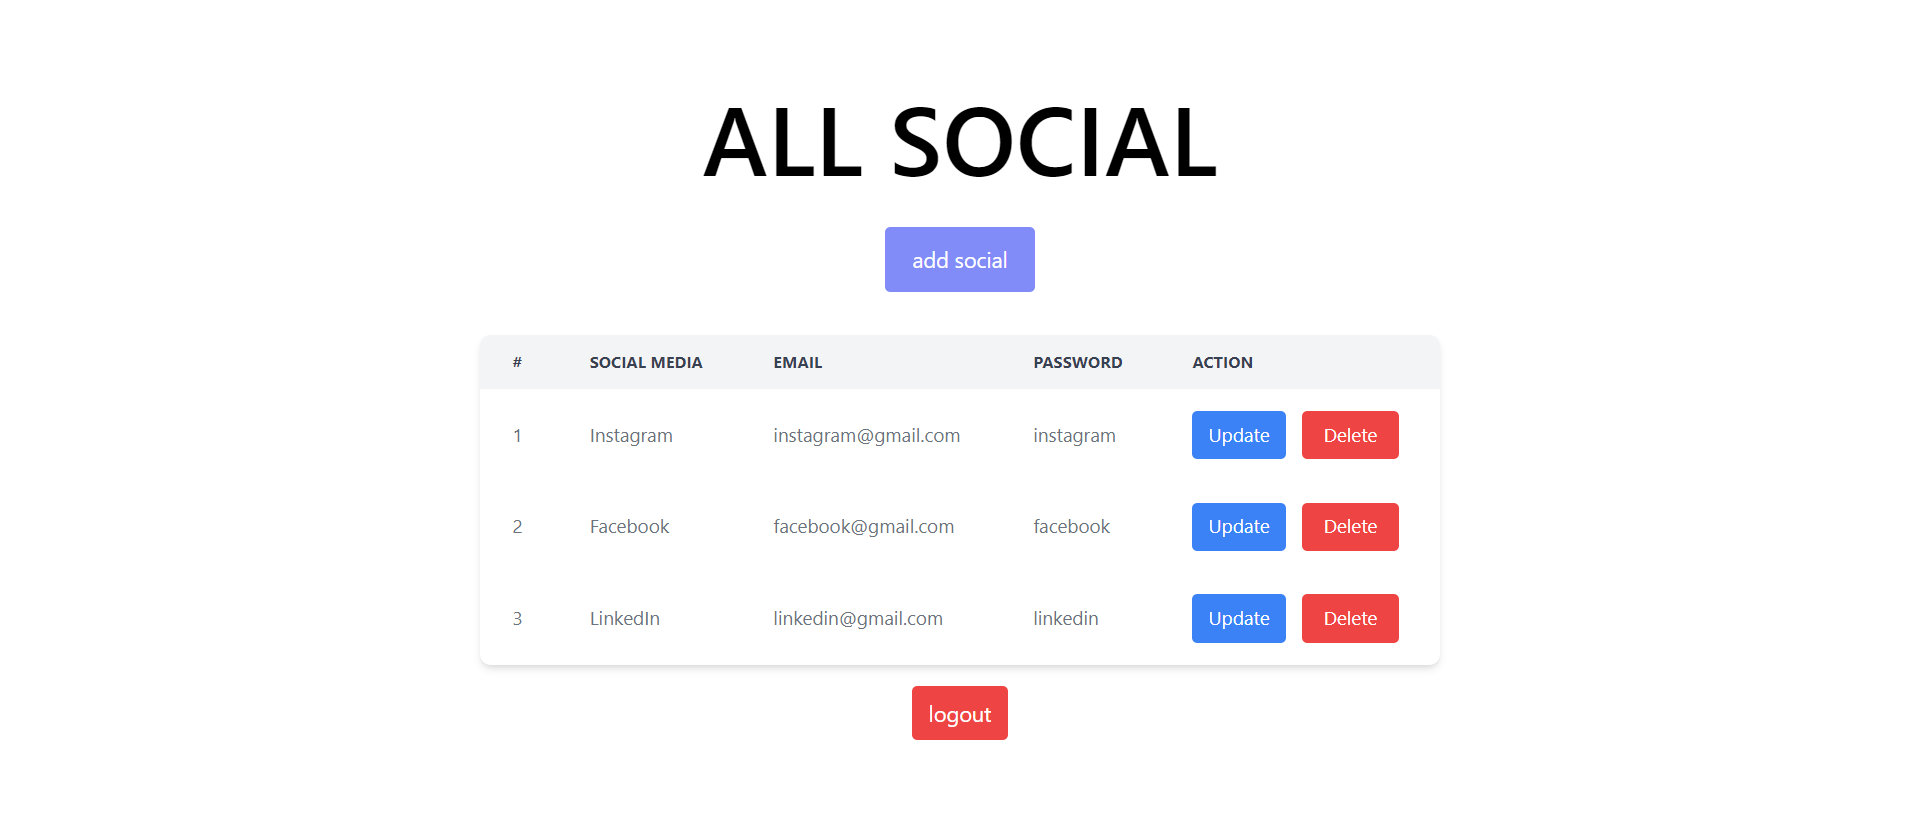 ALL SOCIAL
add social
# SOCIAL MEDIA EMAIL PASSWORD ACTION
1 Instagram instagram@gmail.com instagram Update Delete
2 Facebook facebook@gmail.com facebook Update Delete
3 LinkedIn linkedin@gmail.com linkedin Update Delete
logout